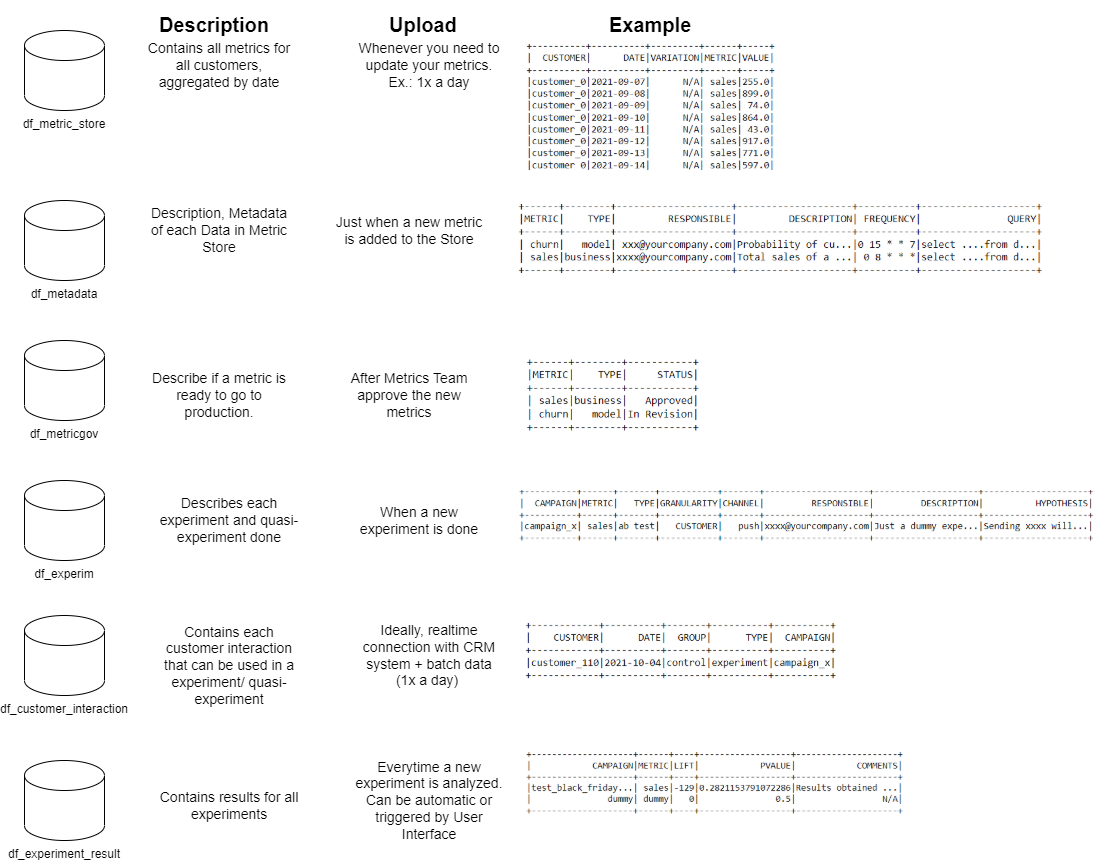 Description Upload Example
Contains all metrics for
all customers,
aggregated by date
Whenever you need to
update your metrics.
Ex.: 1x a day
+----------+----------+---------+------+-----+
|  CUSTOMER|      DATE|VARIATION|METRIC|VALUE|
+----------+----------+---------+------+-----+
|customer_0|2021-09-07|      N/A| sales|255.0|
|customer_0|2021-09-08|      N/A| sales|899.0|
|customer_0|2021-09-09|      N/A| sales| 74.0|
|customer_0|2021-09-10|      N/A| sales|864.0|
|customer_0|2021-09-11|      N/A| sales| 43.0|
|customer_0|2021-09-12|      N/A| sales|917.0|
|customer_0|2021-09-13|      N/A| sales|771.0|
|customer_0|2021-09-14|      N/A| sales|597.0|
df_metric_store
Description, Metadata
of each Data in Metric
Store
Just when a new metric
is added to the Store
+------+--------+--------------------+--------------------+----------+--------------------+
|METRIC|    TYPE|         RESPONSIBLE|         DESCRIPTION| FREQUENCY|               QUERY|
+------+--------+--------------------+--------------------+----------+--------------------+
| churn|   model| xxx@yourcompany.com|Probability of cu...|0 15 * * 7|select ....from d...|
| sales|business|xxxx@yourcompany.com|Total sales of a ...| 0 8 * * *|select ....from d...|
+------+--------+--------------------+--------------------+----------+--------------------+
df_metadata
Describe if a metric is
ready to go to
production.
After Metrics Team
approve the new
metrics
+------+--------+-----------+
|METRIC|    TYPE|     STATUS|
+------+--------+-----------+
| sales|business|   Approved|
| churn|   model|In Revision|
+------+--------+-----------+
df_metricgov
Describes each
experiment and quasi-
experiment done
When a new
experiment is done
+----------+------+-------+-----------+-------+--------------------+--------------------+--------------------+
|  CAMPAIGN|METRIC|   TYPE|GRANULARITY|CHANNEL|         RESPONSIBLE|         DESCRIPTION|          HYPOTHESIS|
+----------+------+-------+-----------+-------+--------------------+--------------------+--------------------+
|campaign_x| sales|ab test|   CUSTOMER|   push|xxxx@yourcompany.com|Just a dummy expe...|Sending xxxx will...|
+----------+------+-------+-----------+-------+--------------------+--------------------+--------------------+
df_experim
Contains each
customer interaction
that can be used in a
experiment/ quasi-
experiment
Ideally, realtime
connection with CRM
system + batch data
(1x a day)
+------------+----------+-------+----------+----------+
|    CUSTOMER|      DATE|  GROUP|      TYPE|  CAMPAIGN|
+------------+----------+-------+----------+----------+
|customer_110|2021-10-04|control|experiment|campaign_x|
+------------+----------+-------+----------+----------+
df_customer_interaction
Contains results for all
experiments
Everytime a new
experiment is analyzed.
Can be automatic or
triggered by User
Interface
+--------------------+------+----+------------------+--------------------+
|            CAMPAIGN|METRIC|LIFT|            PVALUE|            COMMENTS|
+--------------------+------+----+------------------+--------------------+
|test_black_friday...| sales|-129|0.2821153791072286|Results obtained ...|
|               dummy| dummy|   0|               0.5|                 N/A|
+--------------------+------+----+------------------+--------------------+
df_experiment_result